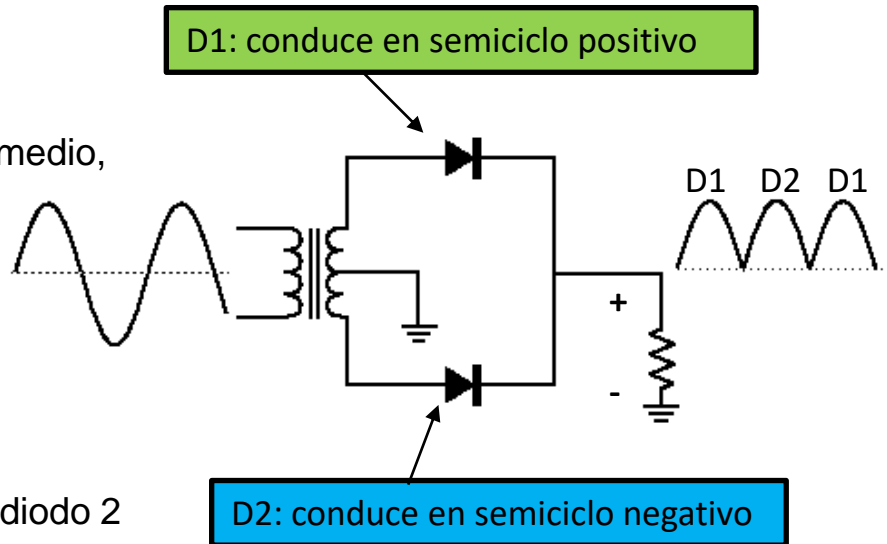 D1: conduce en semiciclo positivo
medio,
D1 D2 D1
+
-
diodo 2
D2: conduce en semiciclo negativo